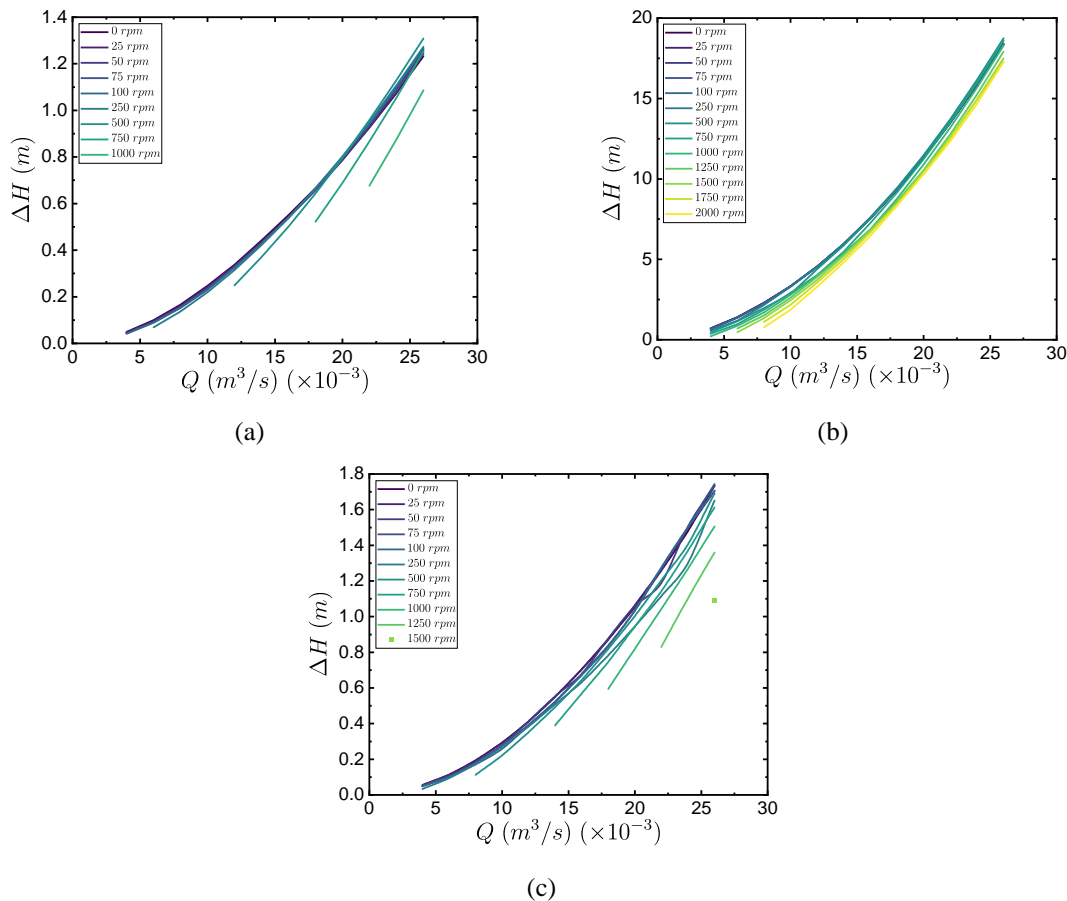 0 rpm
25 rpm
50 rpm
75 rpm
100 rpm
250 rpm
500 rpm
750 rpm
1000 rpm
1.4
1.2
1.0
0.8
0.6
0.4
0.2
0.0
ΔH (m)
0 5 10 15 20 25 30
Q (m³/s) (×10⁻³)
(a)
0 rpm
25 rpm
50 rpm
75 rpm
100 rpm
250 rpm
500 rpm
750 rpm
1000 rpm
1250 rpm
1500 rpm
1750 rpm
2000 rpm
20
15
10
5
0
ΔH (m)
0 5 10 15 20 25 30
Q (m³/s) (×10⁻³)
(b)
0 rpm
25 rpm
50 rpm
75 rpm
100 rpm
250 rpm
500 rpm
750 rpm
1000 rpm
1250 rpm
1500 rpm
1.8
1.6
1.4
1.2
1.0
0.8
0.6
0.4
0.2
0.0
ΔH (m)
0 5 10 15 20 25 30
Q (m³/s) (×10⁻³)
(c)